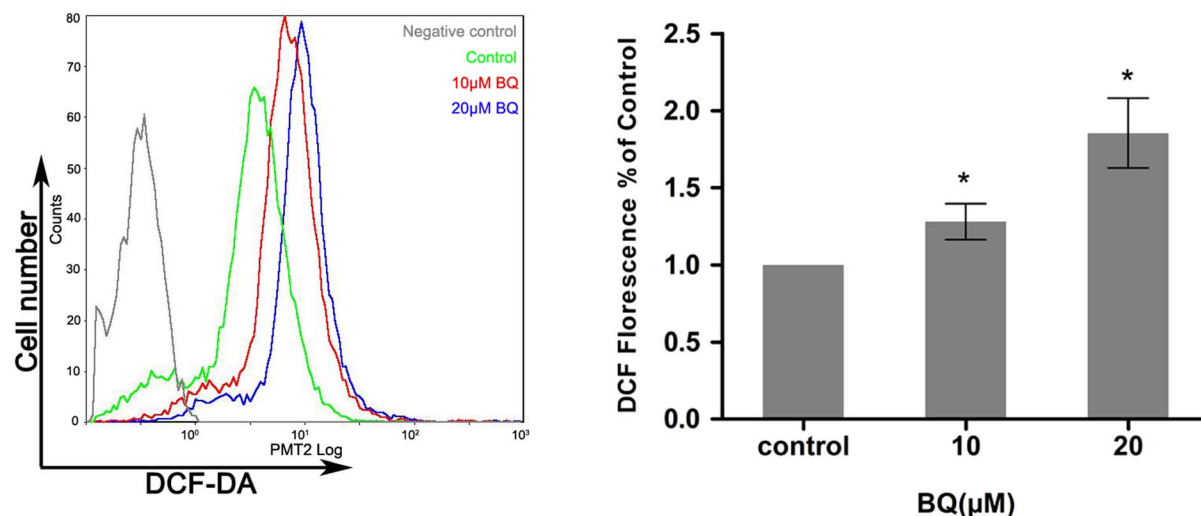 80
70
60
50
40
30
20
10
0
Counts
Cell number
Negative control
Control
10µM BQ
20µM BQ
10⁰
10¹
10²
10³
PMT2 Log
DCF-DA
DCF Florescence % of Control
2.5
2.0
1.5
1.0
0.5
0.0
*
*
control
10
20
BQ(µM)